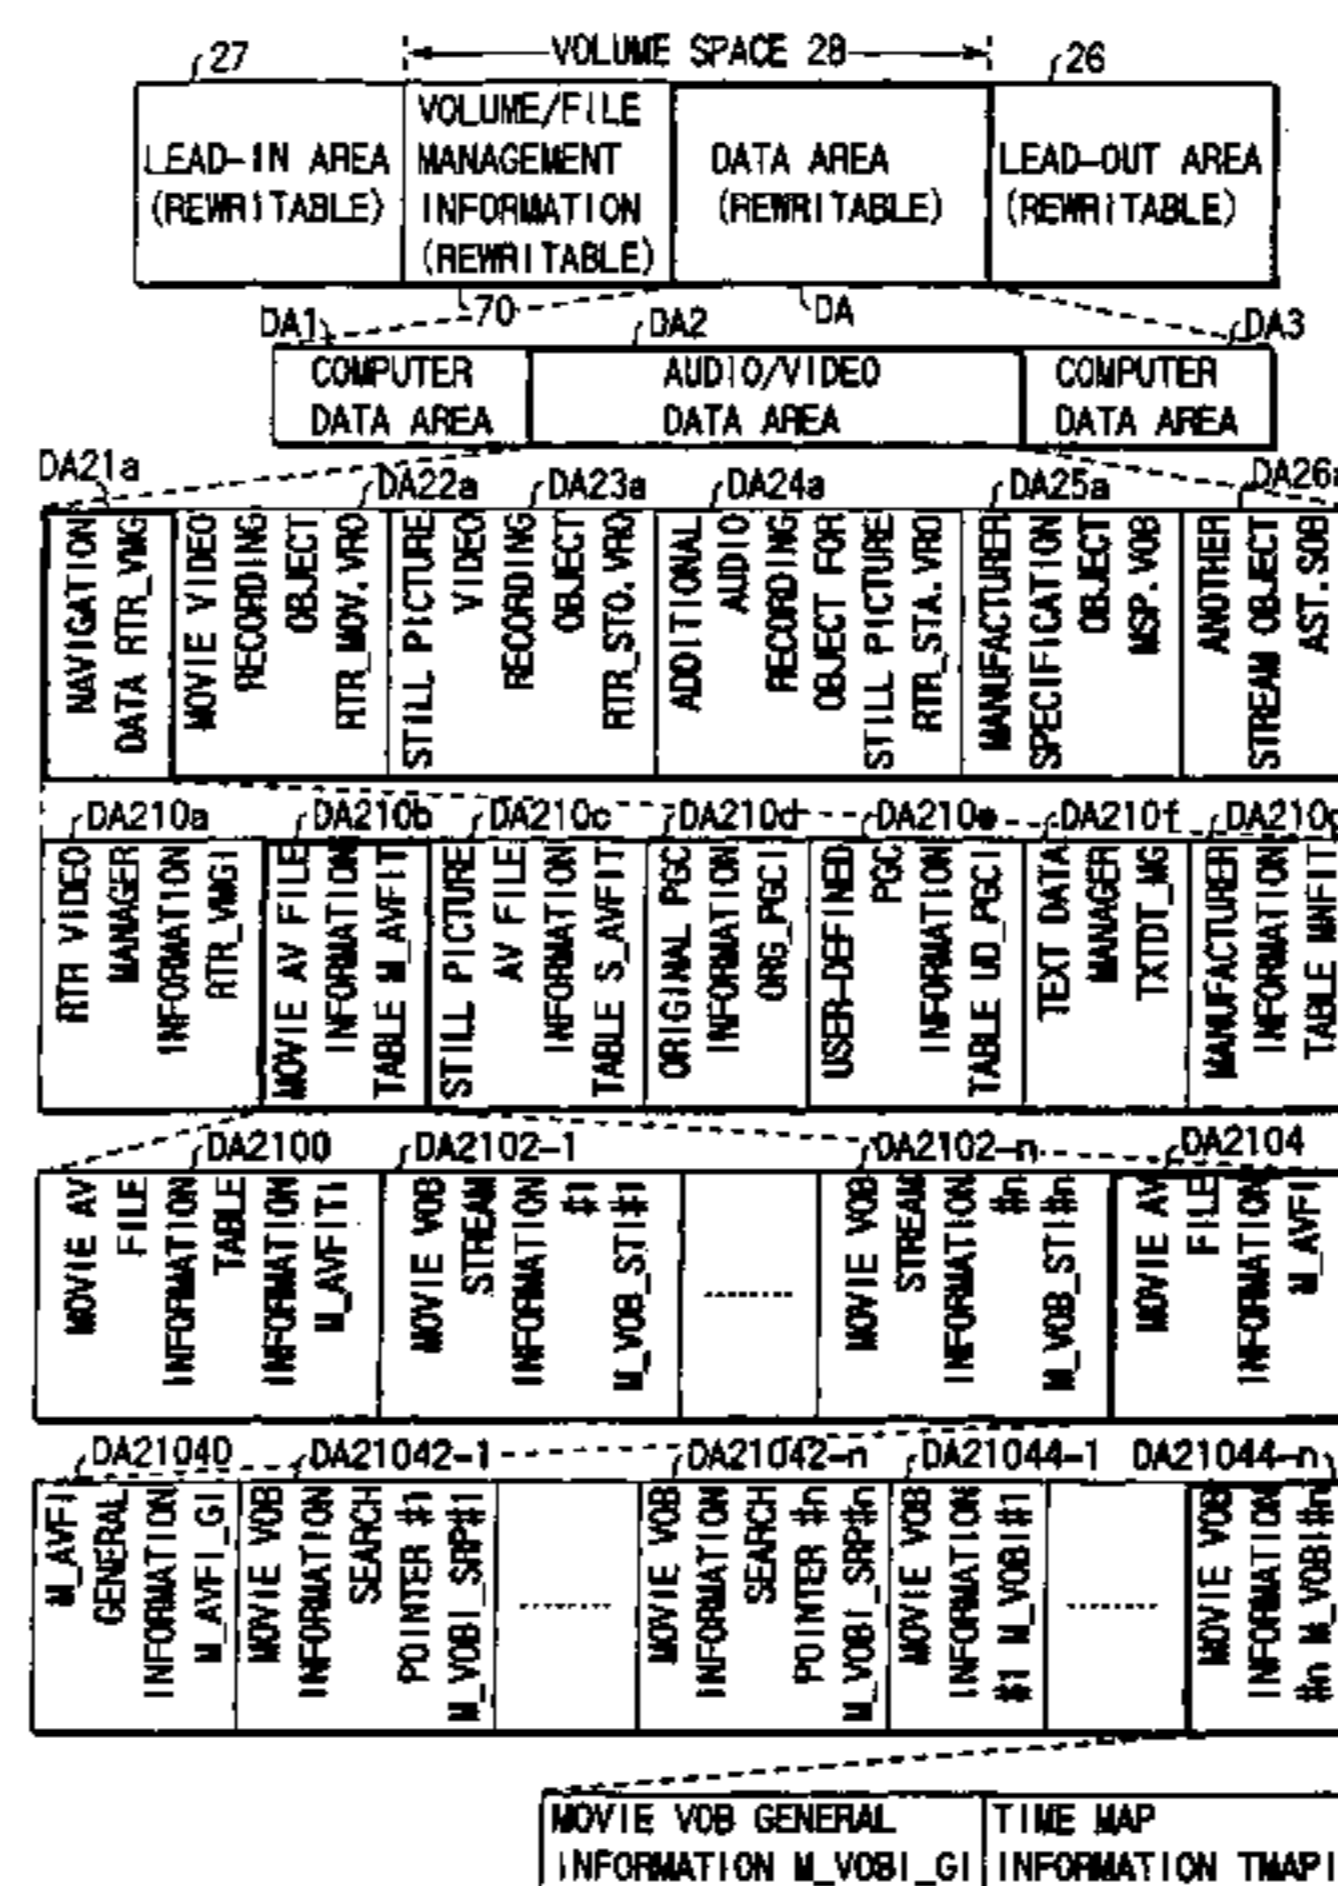 27
VOLUME SPACE 28
26
LEAD-IN AREA
(REWRITABLE)
VOLUME/FILE
MANAGEMENT
INFORMATION
(REWRITABLE)
DATA AREA
(REWRITABLE)
LEAD-OUT AREA
(REWRITABLE)
70
DA
DA1
DA2
DA3
COMPUTER
DATA AREA
AUDIO/VIDEO
DATA AREA
COMPUTER
DATA AREA
DA21a
DA22a
DA23a
DA24a
DA25a
DA26a
NAVIGATION
DATA RTR_VMG
MOVIE VIDEO
RECORDING
OBJECT
RTR_MOV.VRO
STILL PICTURE
VIDEO
RECORDING
OBJECT
RTR_STO.VRO
ADDITIONAL
AUDIO
RECORDING
OBJECT FOR
STILL PICTURE
RTR_STA.VRO
MANUFACTURER
SPECIFICATION
OBJECT
MSP.VOB
ANOTHER
STREAM OBJECT
AST.SOB
DA210a
DA210b
DA210c
DA210d
DA210e
DA210f
DA210g
RTR VIDEO
MANAGER
INFORMATION
RTR_VMGI
MOVIE AV FILE
INFORMATION
TABLE M_AVFIT
STILL PICTURE
AV FILE
INFORMATION
TABLE S_AVFIT
ORIGINAL PGC
INFORMATION
ORG_PGCI
USER-DEFINED
PGC
INFORMATION
TABLE UD_PGCI
TEXT DATA
MANAGER
TXTDT_MG
MANUFACTURER
INFORMATION
TABLE MNFIT
DA2100
DA2102-1
DA2102-n
DA2104
MOVIE AV
FILE
INFORMATION
TABLE
INFORMATION
M_AVFITI
MOVIE VOB
STREAM
INFORMATION
#1
M_VOB_STI#1
MOVIE VOB
STREAM
INFORMATION
#n
M_VOB_STI#n
MOVIE AV
FILE
INFORMATION
M_AVFI
DA21040
DA21042-1
DA21042-n
DA21044-1
DA21044-n
M_AVFI
GENERAL
INFORMATION
M_AVFI_GI
MOVIE VOB
INFORMATION
SEARCH
POINTER #1
M_VOBI_SRP#1
MOVIE VOB
INFORMATION
SEARCH
POINTER #n
M_VOBI_SRP#n
MOVIE VOB
INFORMATION
#1 M_VOBI#1
MOVIE VOB
INFORMATION
#n M_VOBI#n
MOVIE VOB GENERAL
INFORMATION M_VOBI_GI
TIME MAP
INFORMATION TMAPI